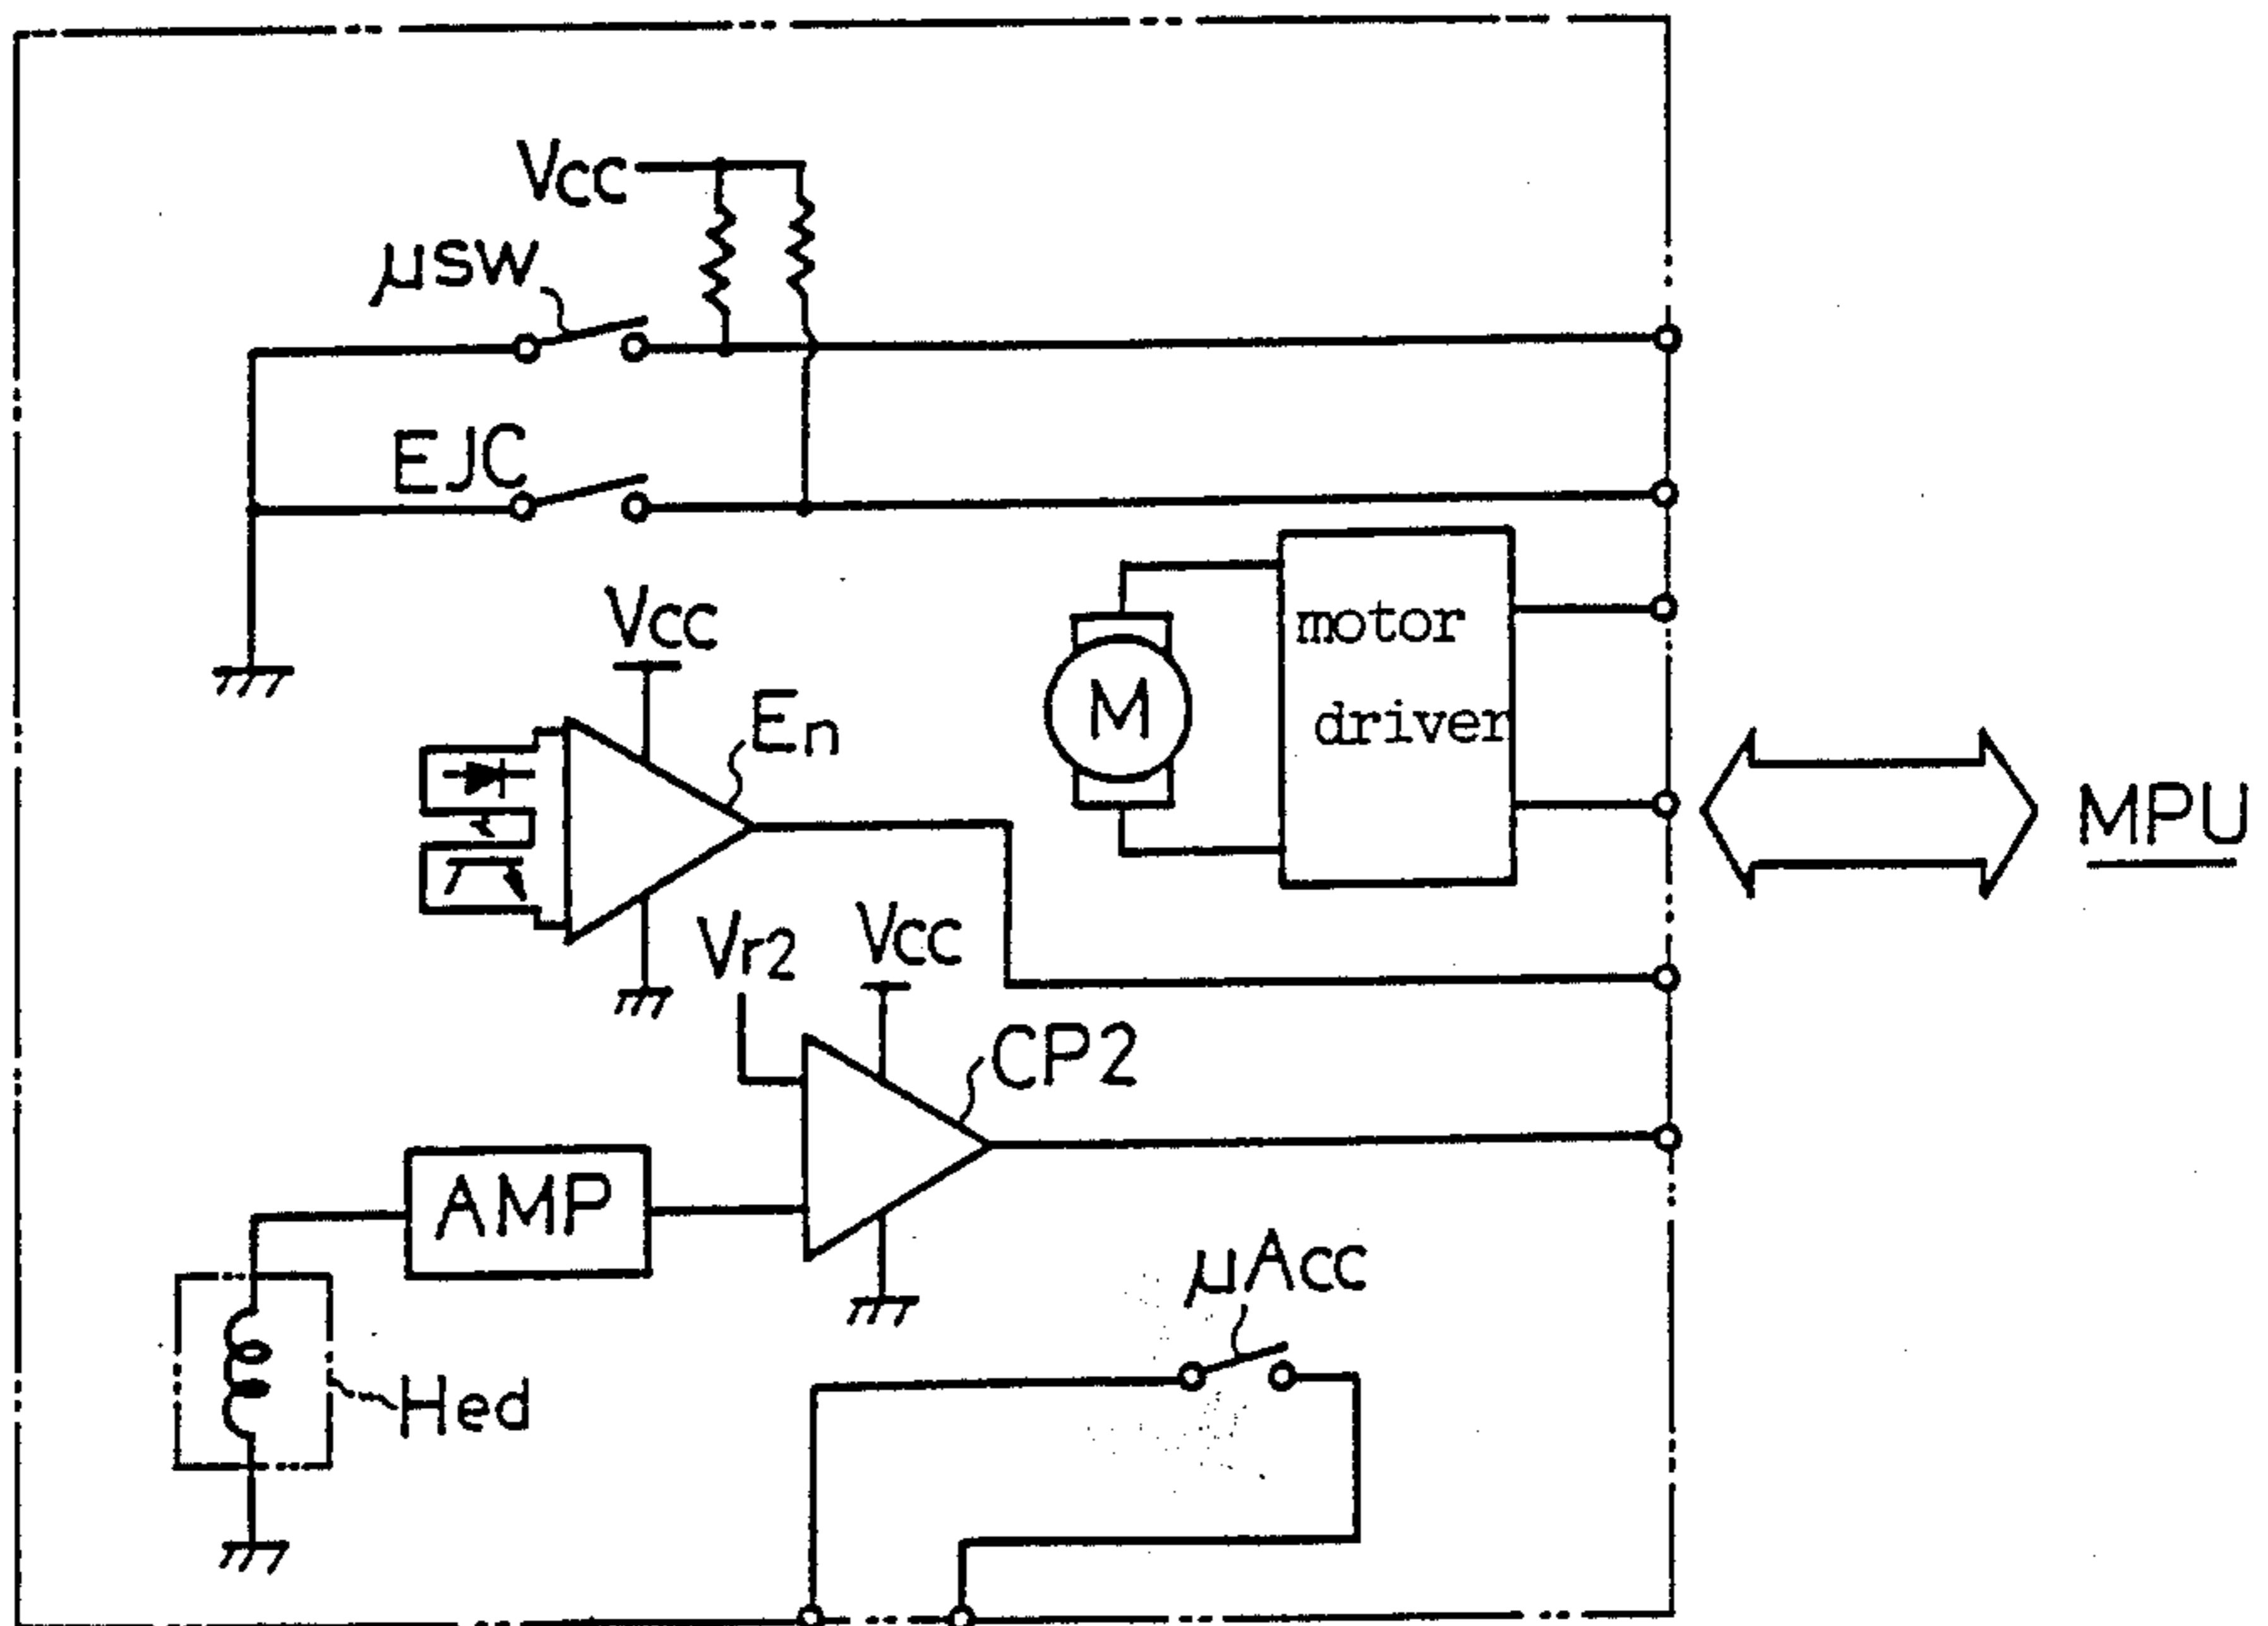 Vcc
μsw
EJC
Vcc
En
motor
driver
M
MPU
Vr2
Vcc
CP2
AMP
μAcc
Hed